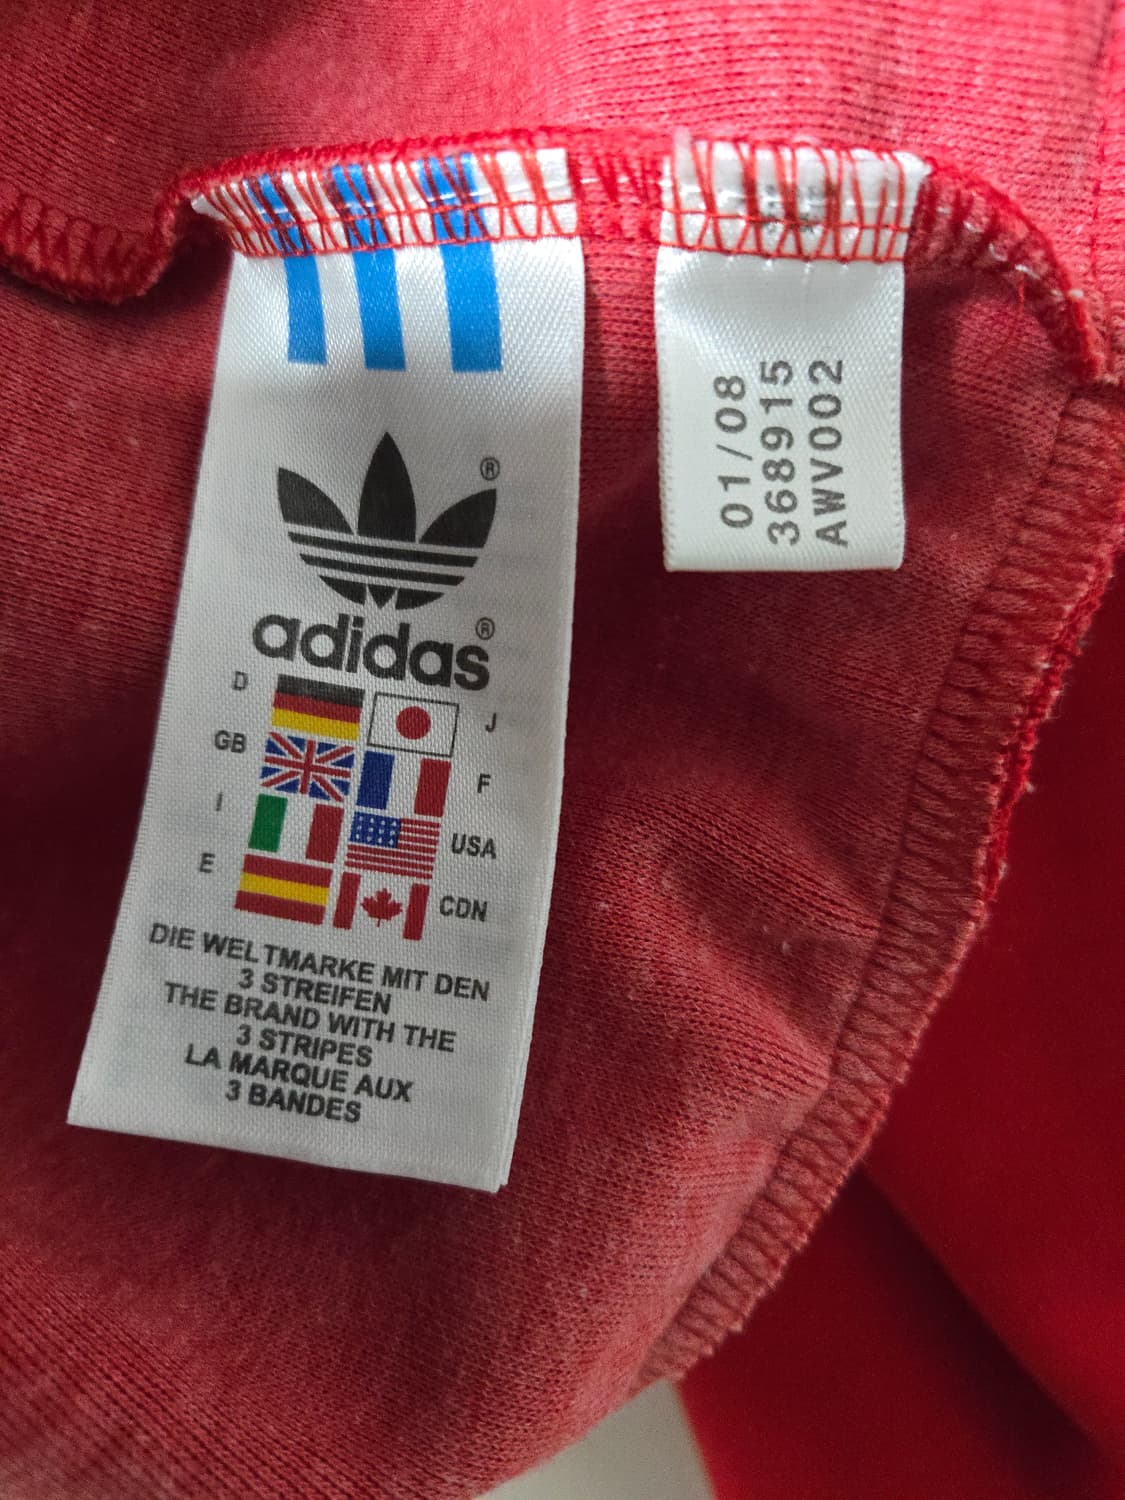 ®
adidas®
D
J
GB
F
I
USA
E
CDN
DIE WELTMARKE MIT DEN
3 STREIFEN
THE BRAND WITH THE
3 STRIPES
LA MARQUE AUX
3 BANDES
01/08
368915
AWV002